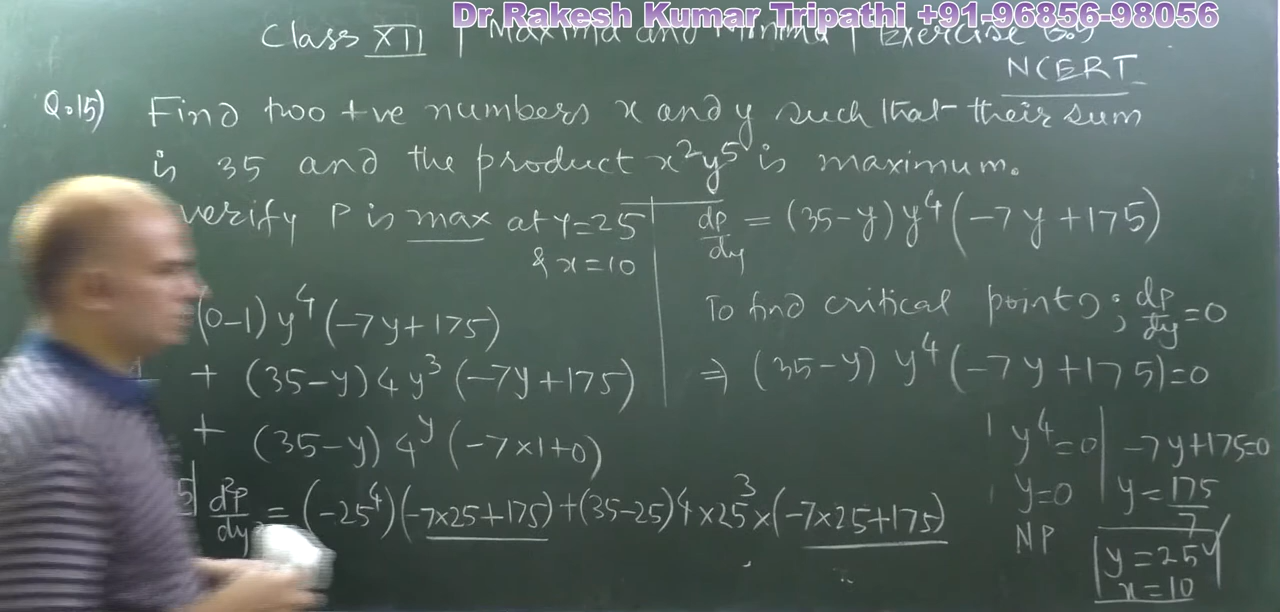 Dr Rakesh Kumar Tripathi +91-96856-98056
Class XII | Maxima and Minima | Exercise 6.5
NCERT
Q.15) Find two +ve numbers x and y such that their sum
is 35 and the product x²y⁵ is maximum.
verify P is max at y=25
& x=10
(0-1) y⁴ (-7y+175)
+ (35-y) 4y³ (-7y+175)
+ (35-y) 4^y (-7×1+0)
d²p/dy² = (-25⁴)(-7×25+175) + (35-25) 4×25³×(-7×25+175)
dp/dy = (35-y) y⁴ (-7y+175)
To find critical points; dp/dy = 0
⇒ (35-y) y⁴ (-7y+175) = 0
y⁴=0 | -7y+175=0
y=0 | y=175/7
NP
y=25
x=10